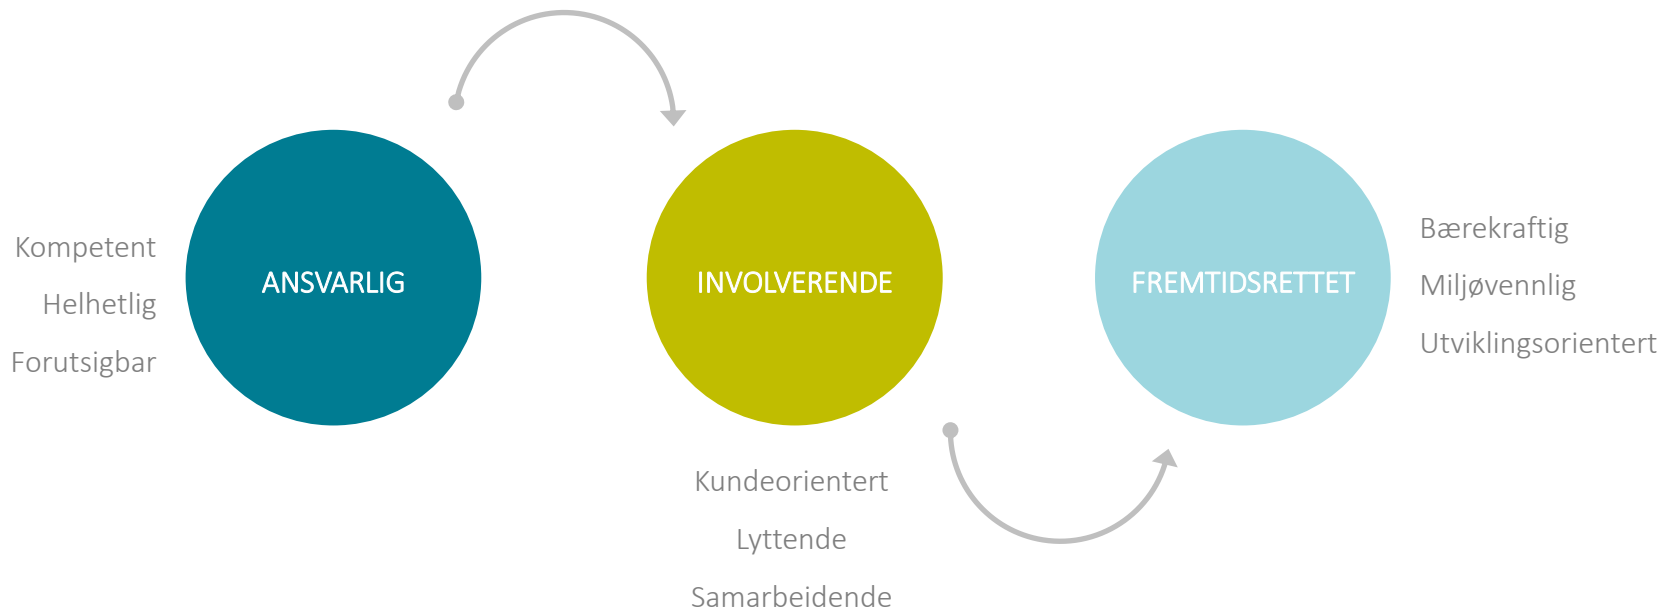 ANSVARLIG
Kompetent
Helhetlig
Forutsigbar
INVOLVERENDE
Kundeorientert
Lyttende
Samarbeidende
FREMTIDSRETTET
Bærekraftig
Miljøvennlig
Utviklingsorientert